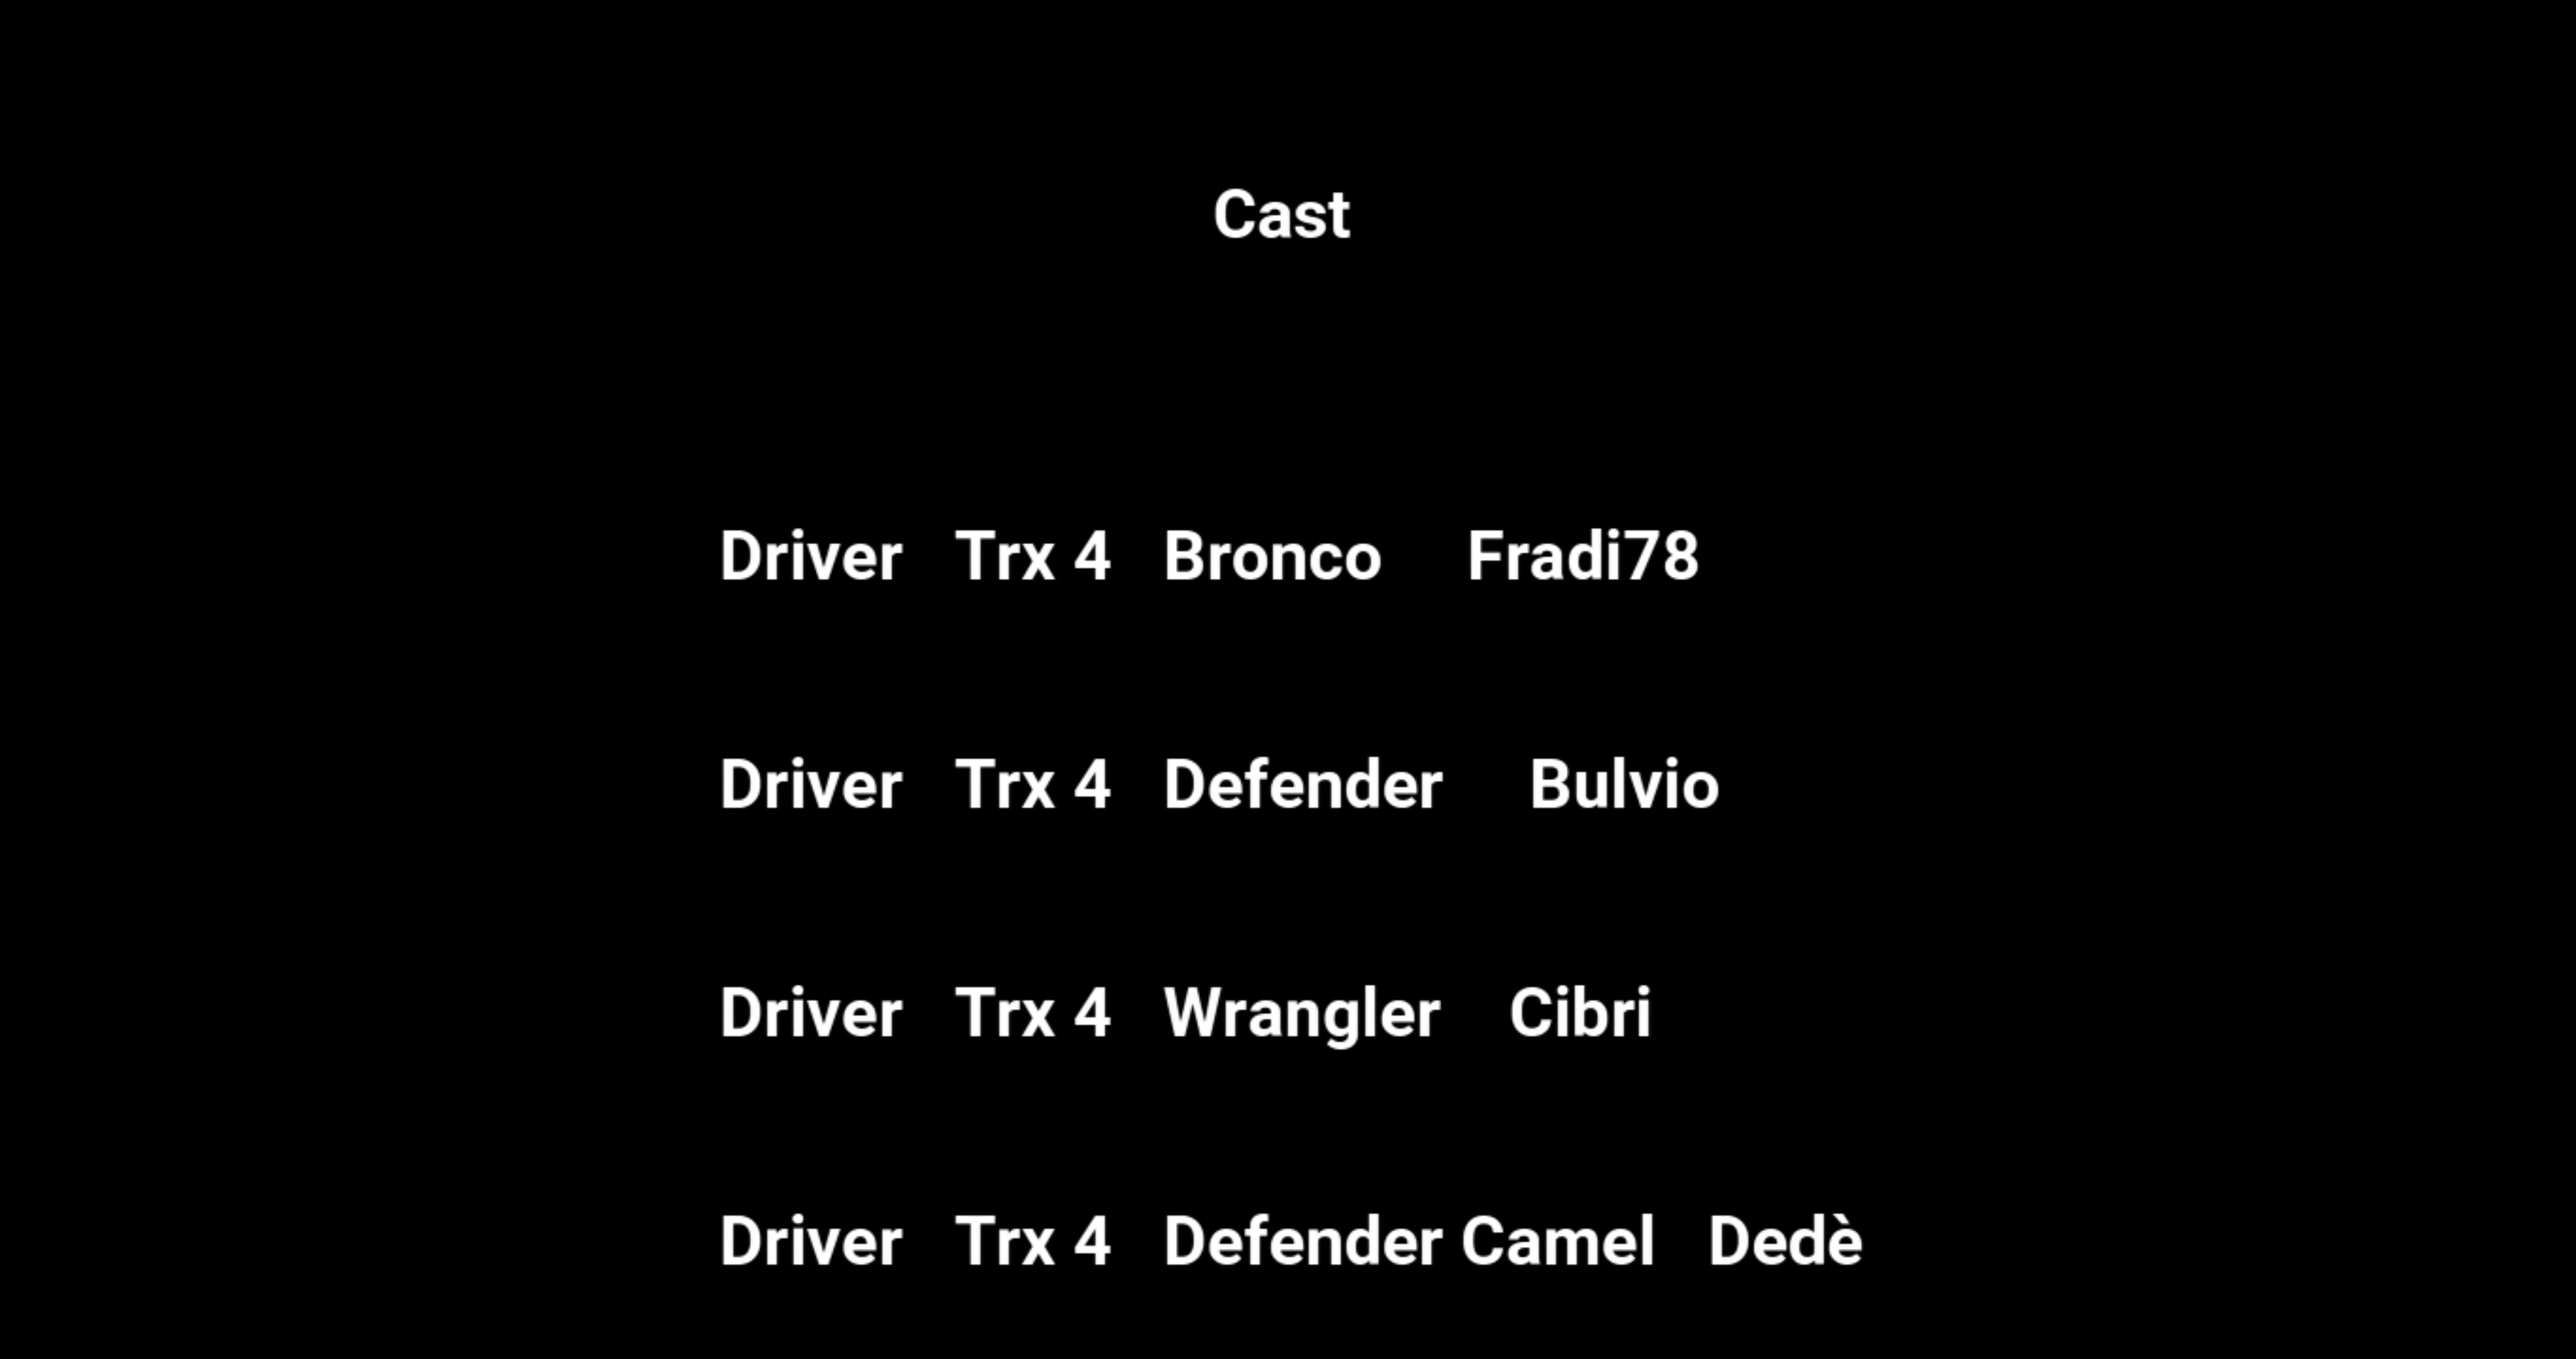 Cast
Driver Trx 4 Bronco Fradi78
Driver Trx 4 Defender Bulvio
Driver Trx 4 Wrangler Cibri
Driver Trx 4 Defender Camel Dedè